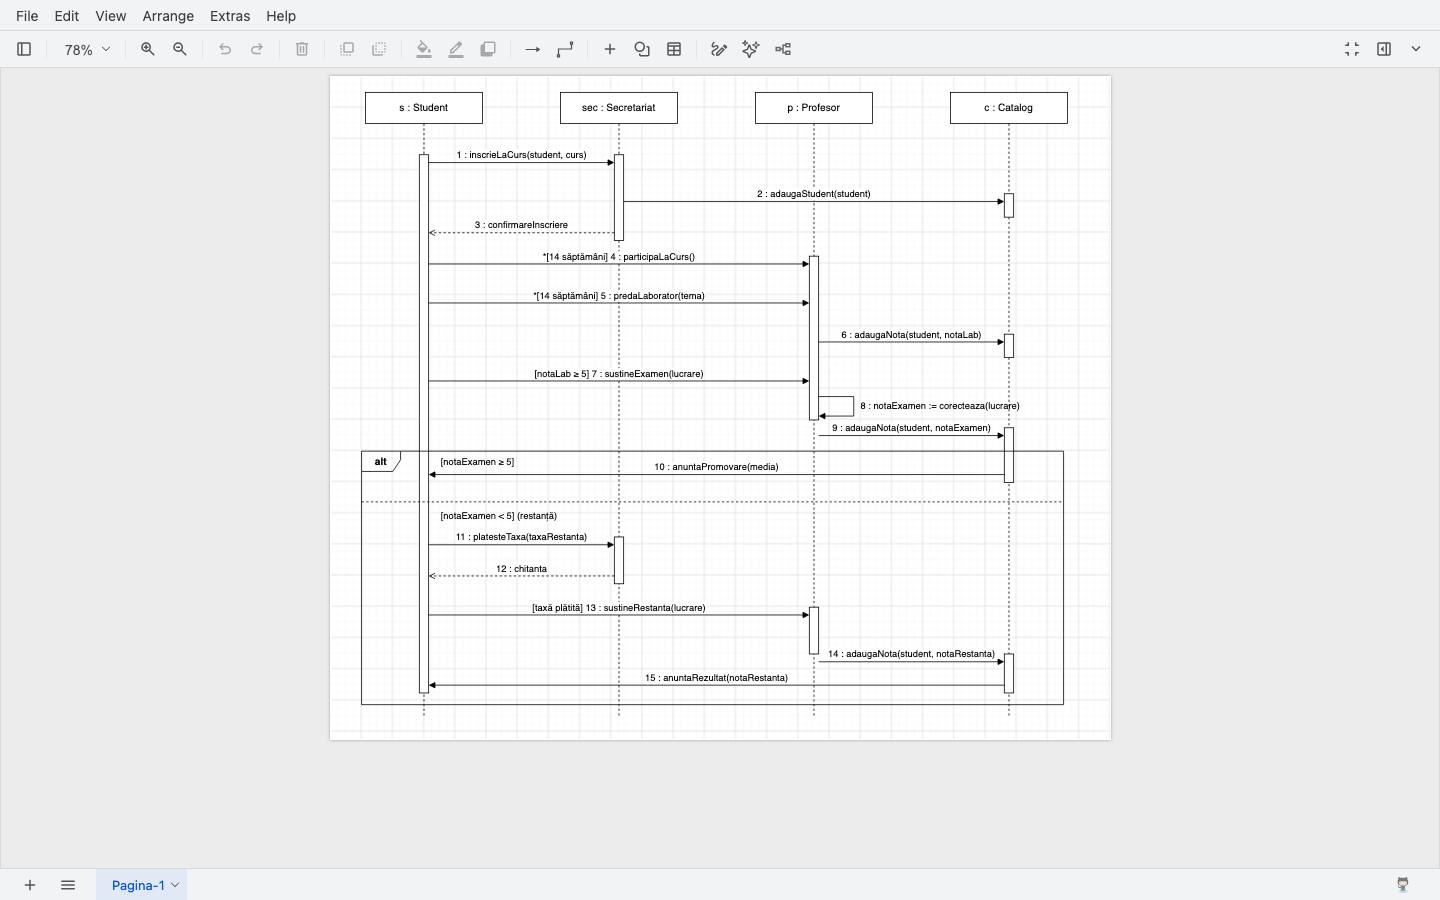 File Edit View Arrange Extras Help
78%
s : Student
sec : Secretariat
p : Profesor
c : Catalog
1 : inscrieLaCurs(student, curs)
2 : adaugaStudent(student)
3 : confirmareInscriere
*[14 săptămâni] 4 : participaLaCurs()
*[14 săptămâni] 5 : predaLaborator(tema)
6 : adaugaNota(student, notaLab)
[notaLab ≥ 5] 7 : sustineExamen(lucrare)
8 : notaExamen := corecteaza(lucrare)
9 : adaugaNota(student, notaExamen)
alt
[notaExamen ≥ 5]
10 : anuntaPromovare(media)
[notaExamen < 5] (restanță)
11 : platesteTaxa(taxaRestanta)
12 : chitanta
[taxă plătită] 13 : sustineRestanta(lucrare)
14 : adaugaNota(student, notaRestanta)
15 : anuntaRezultat(notaRestanta)
Pagina-1